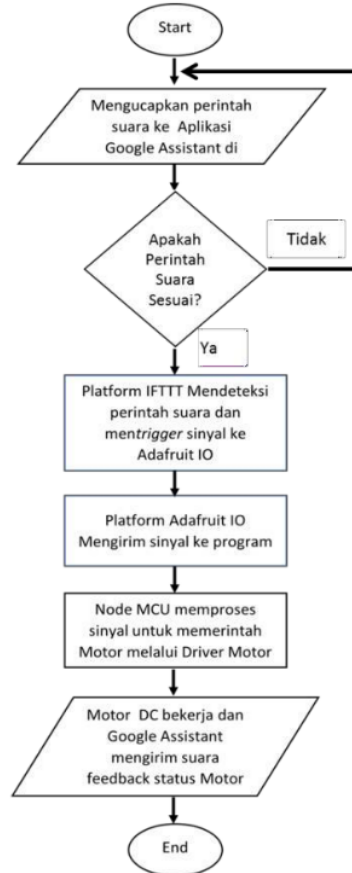 Start
Mengucapkan perintah
suara ke Aplikasi
Google Assistant di
Apakah
Perintah
Suara
Sesuai?
Tidak
Ya
Platform IFTTT Mendeteksi
perintah suara dan
mentrigger sinyal ke
Adafruit IO
Platform Adafruit IO
Mengirim sinyal ke program
Node MCU memproses
sinyal untuk memerintah
Motor melalui Driver Motor
Motor DC bekerja dan
Google Assistant
mengirim suara
feedback status Motor
End